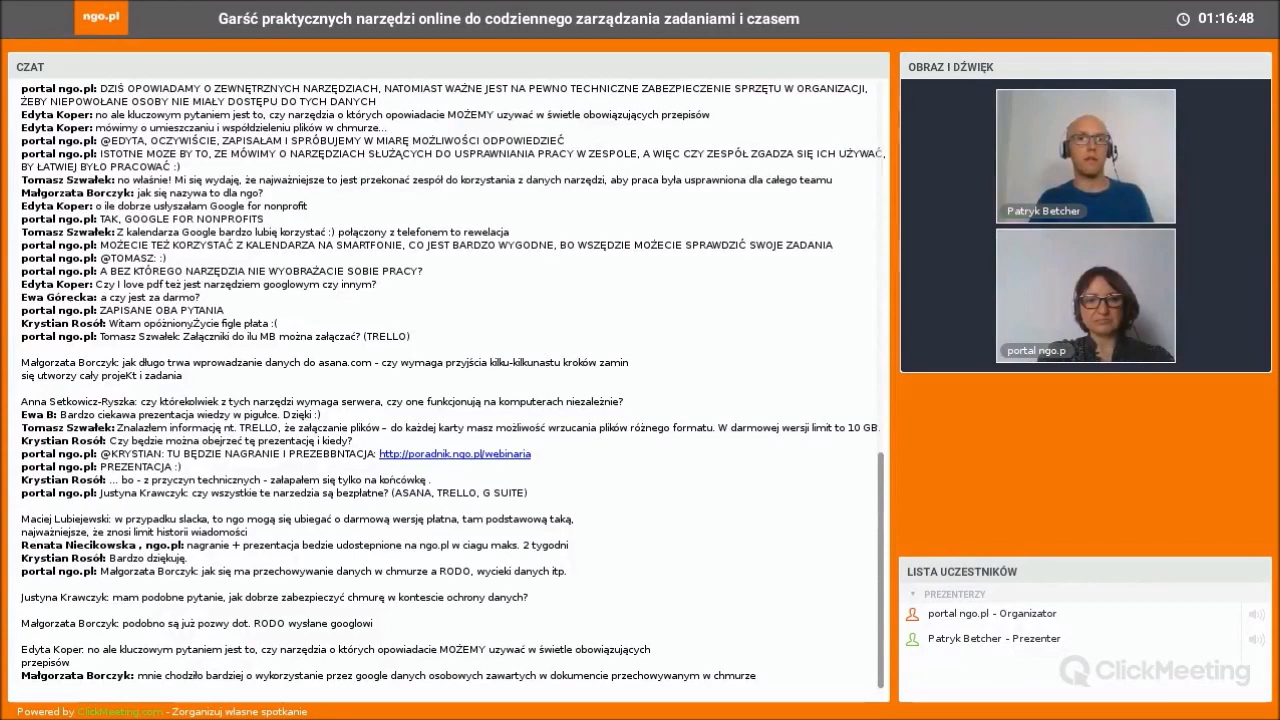 ngo.pl
Garść praktycznych narzędzi online do codziennego zarządzania zadaniami i czasem
01:16:48
CZAT
portal ngo.pl: DZIŚ OPOWIADAMY O ZEWNĘTRZNYCH NARZĘDZIACH, NATOMIAST WAŻNE JEST NA PEWNO TECHNICZNE ZABEZPIECZENIE SPRZĘTU W ORGANIZACJI,
ŻEBY NIEPOWOŁANE OSOBY NIE MIAŁY DOSTĘPU DO TYCH DANYCH
Edyta Koper: no ale kluczowym pytaniem jest to, czy narzędzia o których opowiadacie MOŻEMY uzywać w świetle obowiązujących przepisów
Edyta Koper: mówimy o umieszczaniu i współdzieleniu plików w chmurze...
portal ngo.pl: @EDYTA, OCZYWIŚCIE, ZAPISAŁAM I SPRÓBUJEMY W MIARĘ MOŻLIWOŚCI ODPOWIEDZIEĆ
portal ngo.pl: ISTOTNE MOZE BY TO, ZE MÓWIMY O NARZĘDZIACH SŁUŻĄCYCH DO USPRAWNIANIA PRACY W ZESPOLE, A WIĘC CZY ZESPÓŁ ZGADZA SIĘ ICH UŻYWAĆ,
BY ŁATWIEJ BYŁO PRACOWAĆ :)
Tomasz Szwałek: no właśnie! Mi się wydaję, że najważniejsze to jest przekonać zespół do korzystania z danych narzędzi, aby praca była usprawniona dla całego teamu
Małgorzata Borczyk: jak się nazywa to dla ngo?
Edyta Koper: o ile dobrze usłyszałam Google for nonprofit
portal ngo.pl: TAK, GOOGLE FOR NONPROFITS
Tomasz Szwałek: Z kalendarza Google bardzo lubię korzystać :) połączony z telefonem to rewelacja
portal ngo.pl: MOŻECIE TEŻ KORZYSTAĆ Z KALENDARZA NA SMARTFONIE, CO JEST BARDZO WYGODNE, BO WSZĘDZIE MOŻECIE SPRAWDZIĆ SWOJE ZADANIA
portal ngo.pl: @TOMASZ: :)
portal ngo.pl: A BEZ KTÓREGO NARZĘDZIA NIE WYOBRAŻACIE SOBIE PRACY?
Edyta Koper: Czy I love pdf też jest narzędziem googlowym czy innym?
Ewa Górecka: a czy jest za darmo?
portal ngo.pl: ZAPISANE OBA PYTANIA
Krystian Rosół: Witam opóżniony.Życie figle płata :(
portal ngo.pl: Tomasz Szwałek: Załączniki do ilu MB można załączać? (TRELLO)
Małgorzata Borczyk: jak długo trwa wprowadzanie danych do asana.com - czy wymaga przyjścia kilku-kilkunastu kroków zamin
się utworzy cały projeKt i zadania
Anna Setkowicz-Ryszka: czy którekolwiek z tych narzędzi wymaga serwera, czy one funkcjonują na komputerach niezależnie?
Ewa B: Bardzo ciekawa prezentacja wiedzy w pigułce. Dzięki :)
Tomasz Szwałek: Znalazłem informację nt. TRELLO, że załączanie plików – do każdej karty masz możliwość wrzucania plików różnego formatu. W darmowej wersji limit to 10 GB.
Krystian Rosół: Czy będzie można obejrzeć tę prezentację i kiedy?
portal ngo.pl: @KRYSTIAN: TU BĘDZIE NAGRANIE I PREZEBBNTACJA: http://poradnik.ngo.pl/webinaria
portal ngo.pl: PREZENTACJA :)
Krystian Rosół: ... bo - z przyczyn technicznych - załapałem się tylko na końcówkę .
portal ngo.pl: Justyna Krawczyk: czy wszystkie te narzedzia są bezpłatne? (ASANA, TRELLO, G SUITE)
Maciej Lubiejewski: w przypadku slacka, to ngo mogą się ubiegać o darmową wersję płatna, tam podstawową taką,
najważniejsze, że znosi limit historii wiadomości
Renata Niecikowska , ngo.pl: nagranie + prezentacja bedzie udostepnione na ngo.pl w ciagu maks. 2 tygodni
Krystian Rosół: Bardzo dziękuję.
portal ngo.pl: Małgorzata Borczyk: jak się ma przechowywanie danych w chmurze a RODO, wycieki danych itp.
Justyna Krawczyk: mam podobne pytanie, jak dobrze zabezpieczyć chmurę w kontescie ochrony danych?
Małgorzata Borczyk: podobno są już pozwy dot. RODO wysłane googlowi
Edyta Koper: no ale kluczowym pytaniem jest to, czy narzędzia o których opowiadacie MOŻEMY uzywać w świetle obowiązujących
przepisów
Małgorzata Borczyk: mnie chodziło bardziej o wykorzystanie przez google danych osobowych zawartych w dokumencie przechowywanym w chmurze
OBRAZ I DŹWIĘK
Patryk Betcher
portal ngo.p
LISTA UCZESTNIKÓW
PREZENTERZY
portal ngo.pl - Organizator
Patryk Betcher - Prezenter
ClickMeeting
Powered by ClickMeeting.com - Zorganizuj własne spotkanie